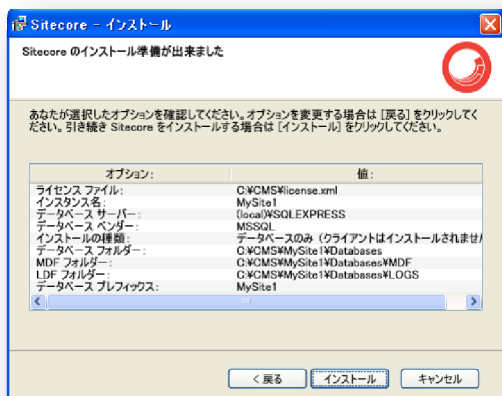 Sitecore - インストール
Sitecore のインストール準備が出来ました
あなたが選択したオプションを確認してください。オプションを変更する場合は [戻る] をクリックしてく
ださい。引き続き Sitecore をインストールする場合は [インストール] をクリックしてください。
オプション: 値:
ライセンス ファイル: C:¥CMS¥license.xml
インスタンス名: MySite1
データベース サーバー: (local)¥SQLEXPRESS
データベース ベンダー: MSSQL
インストールの種類: データベースのみ (クライアントはインストールされませ
データベース フォルダー: C:¥CMS¥MySite1¥Databases
MDF フォルダー: C:¥CMS¥MySite1¥Databases¥MDF
LDF フォルダー: C:¥CMS¥MySite1¥Databases¥LOGS
データベース プレフィックス: MySite1
< 戻る インストール キャンセル